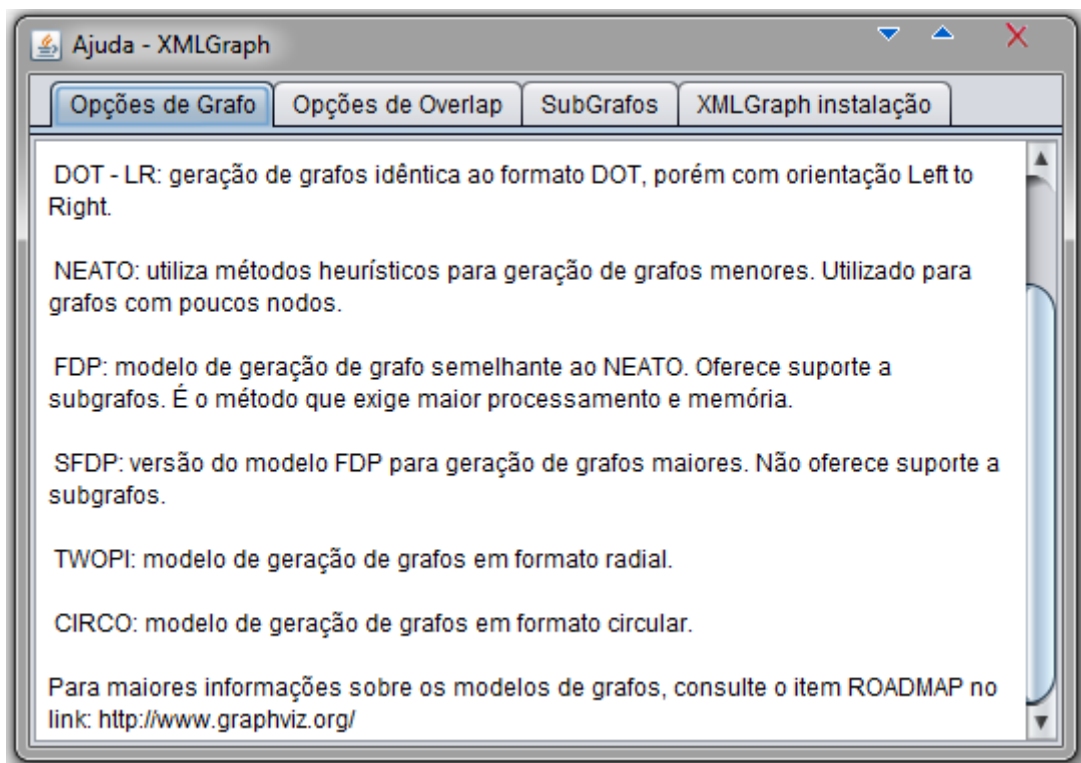 Ajuda - XMLGraph
Opções de Grafo
Opções de Overlap
SubGrafos
XMLGraph instalação
DOT - LR: geração de grafos idêntica ao formato DOT, porém com orientação Left to
Right.
NEATO: utiliza métodos heurísticos para geração de grafos menores. Utilizado para
grafos com poucos nodos.
FDP: modelo de geração de grafo semelhante ao NEATO. Oferece suporte a
subgrafos. É o método que exige maior processamento e memória.
SFDP: versão do modelo FDP para geração de grafos maiores. Não oferece suporte a
subgrafos.
TWOPI: modelo de geração de grafos em formato radial.
CIRCO: modelo de geração de grafos em formato circular.
Para maiores informações sobre os modelos de grafos, consulte o item ROADMAP no
link: http://www.graphviz.org/